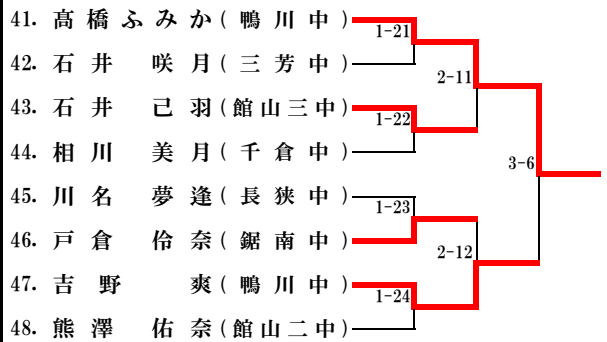 41. 高橋ふみか(鴨川中)
1-21
42. 石井 咲月(三芳中)
2-11
43. 石井 己羽(館山三中)
1-22
44. 相川 美月(千倉中)
3-6
45. 川名 夢逢(長狭中)
1-23
46. 戸倉 伶奈(鋸南中)
2-12
47. 吉野 爽(鴨川中)
1-24
48. 熊澤 佑奈(館山二中)